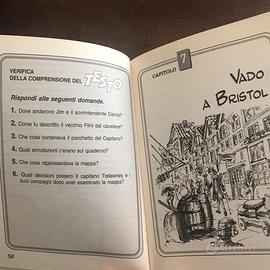 VERIFICA
DELLA COMPRENSIONE DEL TESTO
Rispondi alle seguenti domande.
1. Dove andarono Jim e il sovrintendente Dance?
2. Come fu descritto il vecchio Flint dal cavaliere?
3. Che cosa conteneva il pacchetto del Capitano?
4. Quali annotazioni c'erano sul quaderno?
5. Che cosa rappresentava la mappa?
6. Quali decisioni presero il capitano Trelawney e i
suoi compagni dopo aver esaminato la mappa?
58
CAPITOLO 7
VADO
A BRISTOL